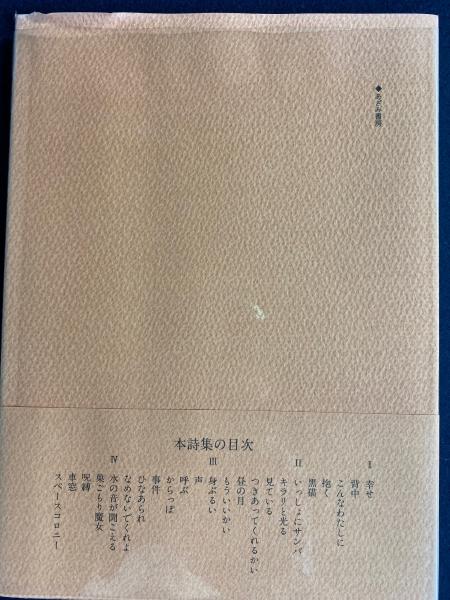 ◆あざみ書房
本詩集の目次
Ⅰ 幸せ
背中
こんなわたしに
抱く
黒猫
Ⅱ いっしょにサンバ
キラリと光る
見ている
つきあってくれるかい
昼の月
もういいかい
Ⅲ 身ぶるい
声
呼ぶ
からっぽ
事件
ひなあられ
なめないでくれよ
水の音が聞こえる
Ⅳ 巣ごもり魔女
呪縛
車窓
スペースコロニー